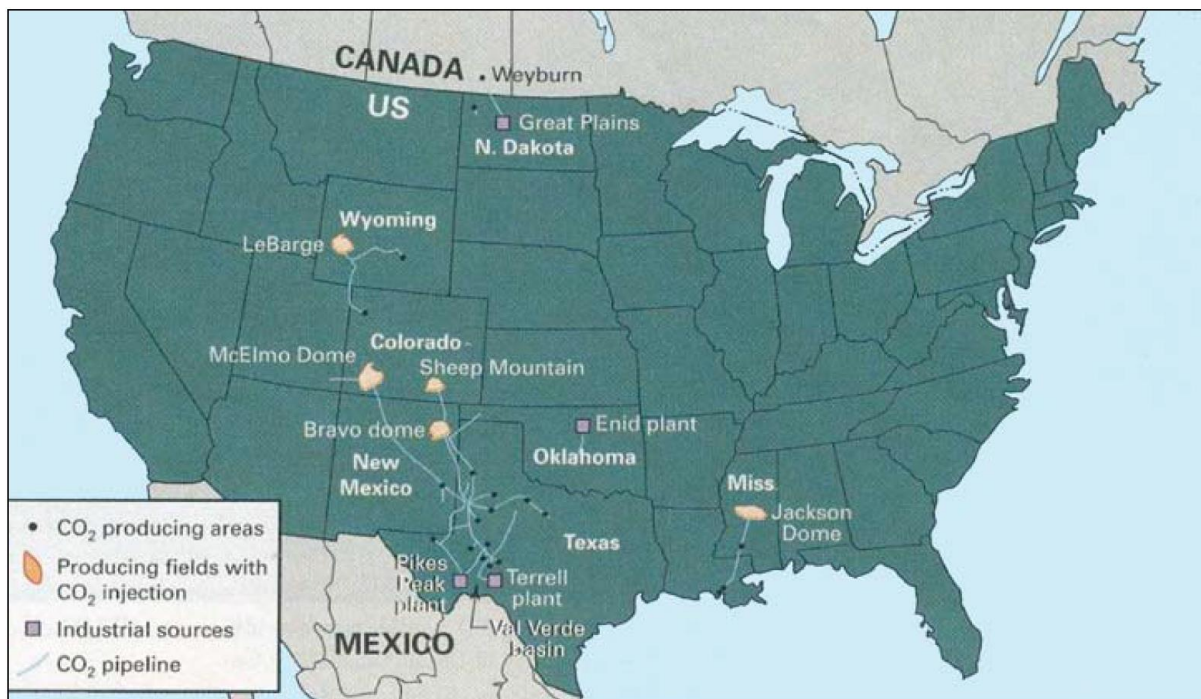 CANADA
Weyburn
US
Great Plains
N. Dakota
Wyoming
LeBarge
McElmo Dome
Colorado
Sheep Mountain
Bravo dome
Enid plant
Oklahoma
New
Mexico
Miss
Jackson
Dome
Texas
Pikes
Peak
plant
Terrell
plant
Val Verde
basin
MEXICO
CO₂ producing areas
Producing fields with
CO₂ injection
Industrial sources
CO₂ pipeline